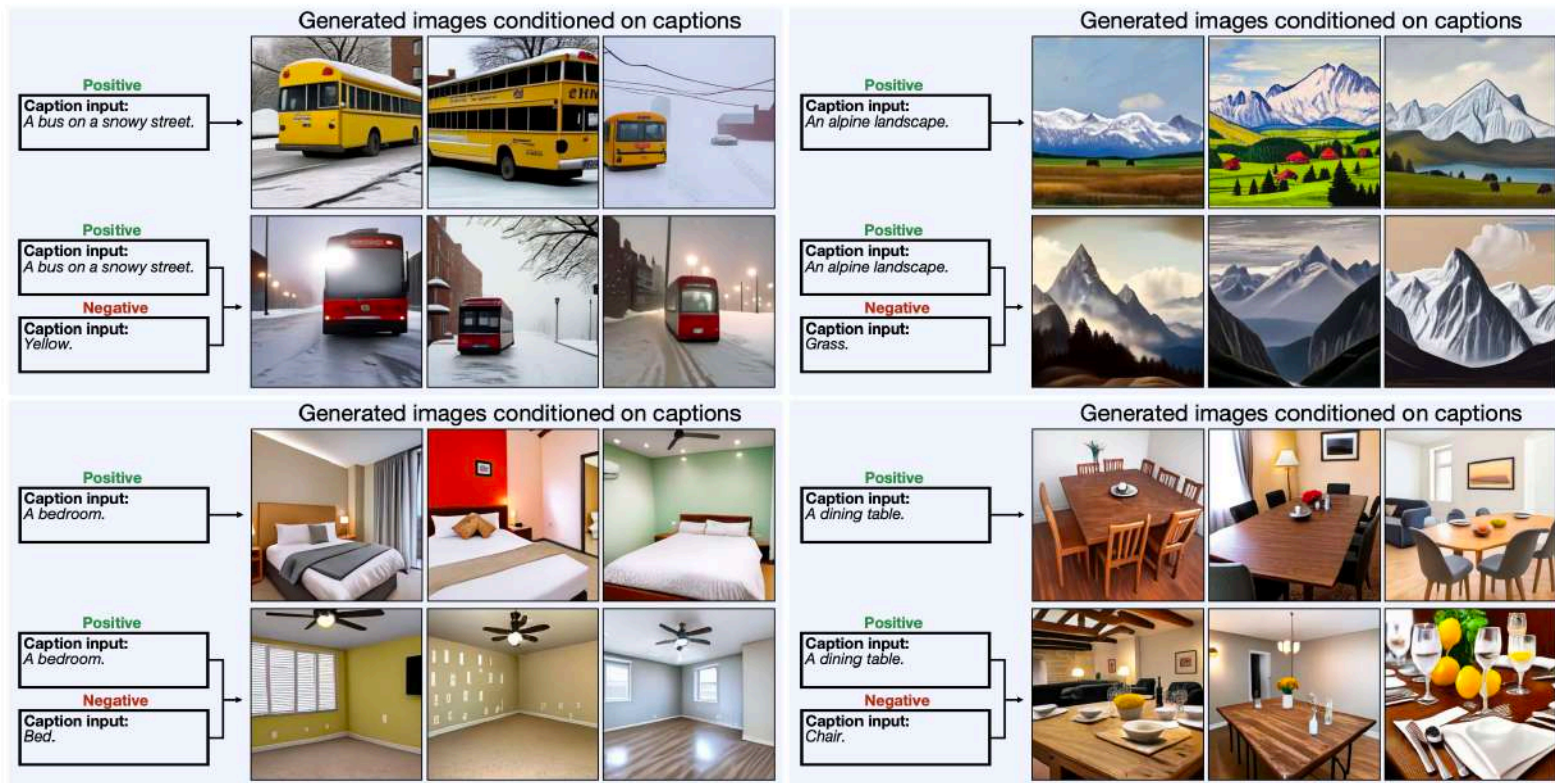 Generated images conditioned on captions
Positive
Caption input:
A bus on a snowy street.
Positive
Caption input:
A bus on a snowy street.
Negative
Caption input:
Yellow.
Generated images conditioned on captions
Positive
Caption input:
An alpine landscape.
Positive
Caption input:
An alpine landscape.
Negative
Caption input:
Grass.
Generated images conditioned on captions
Positive
Caption input:
A bedroom.
Positive
Caption input:
A bedroom.
Negative
Caption input:
Bed.
Generated images conditioned on captions
Positive
Caption input:
A dining table.
Positive
Caption input:
A dining table.
Negative
Caption input:
Chair.